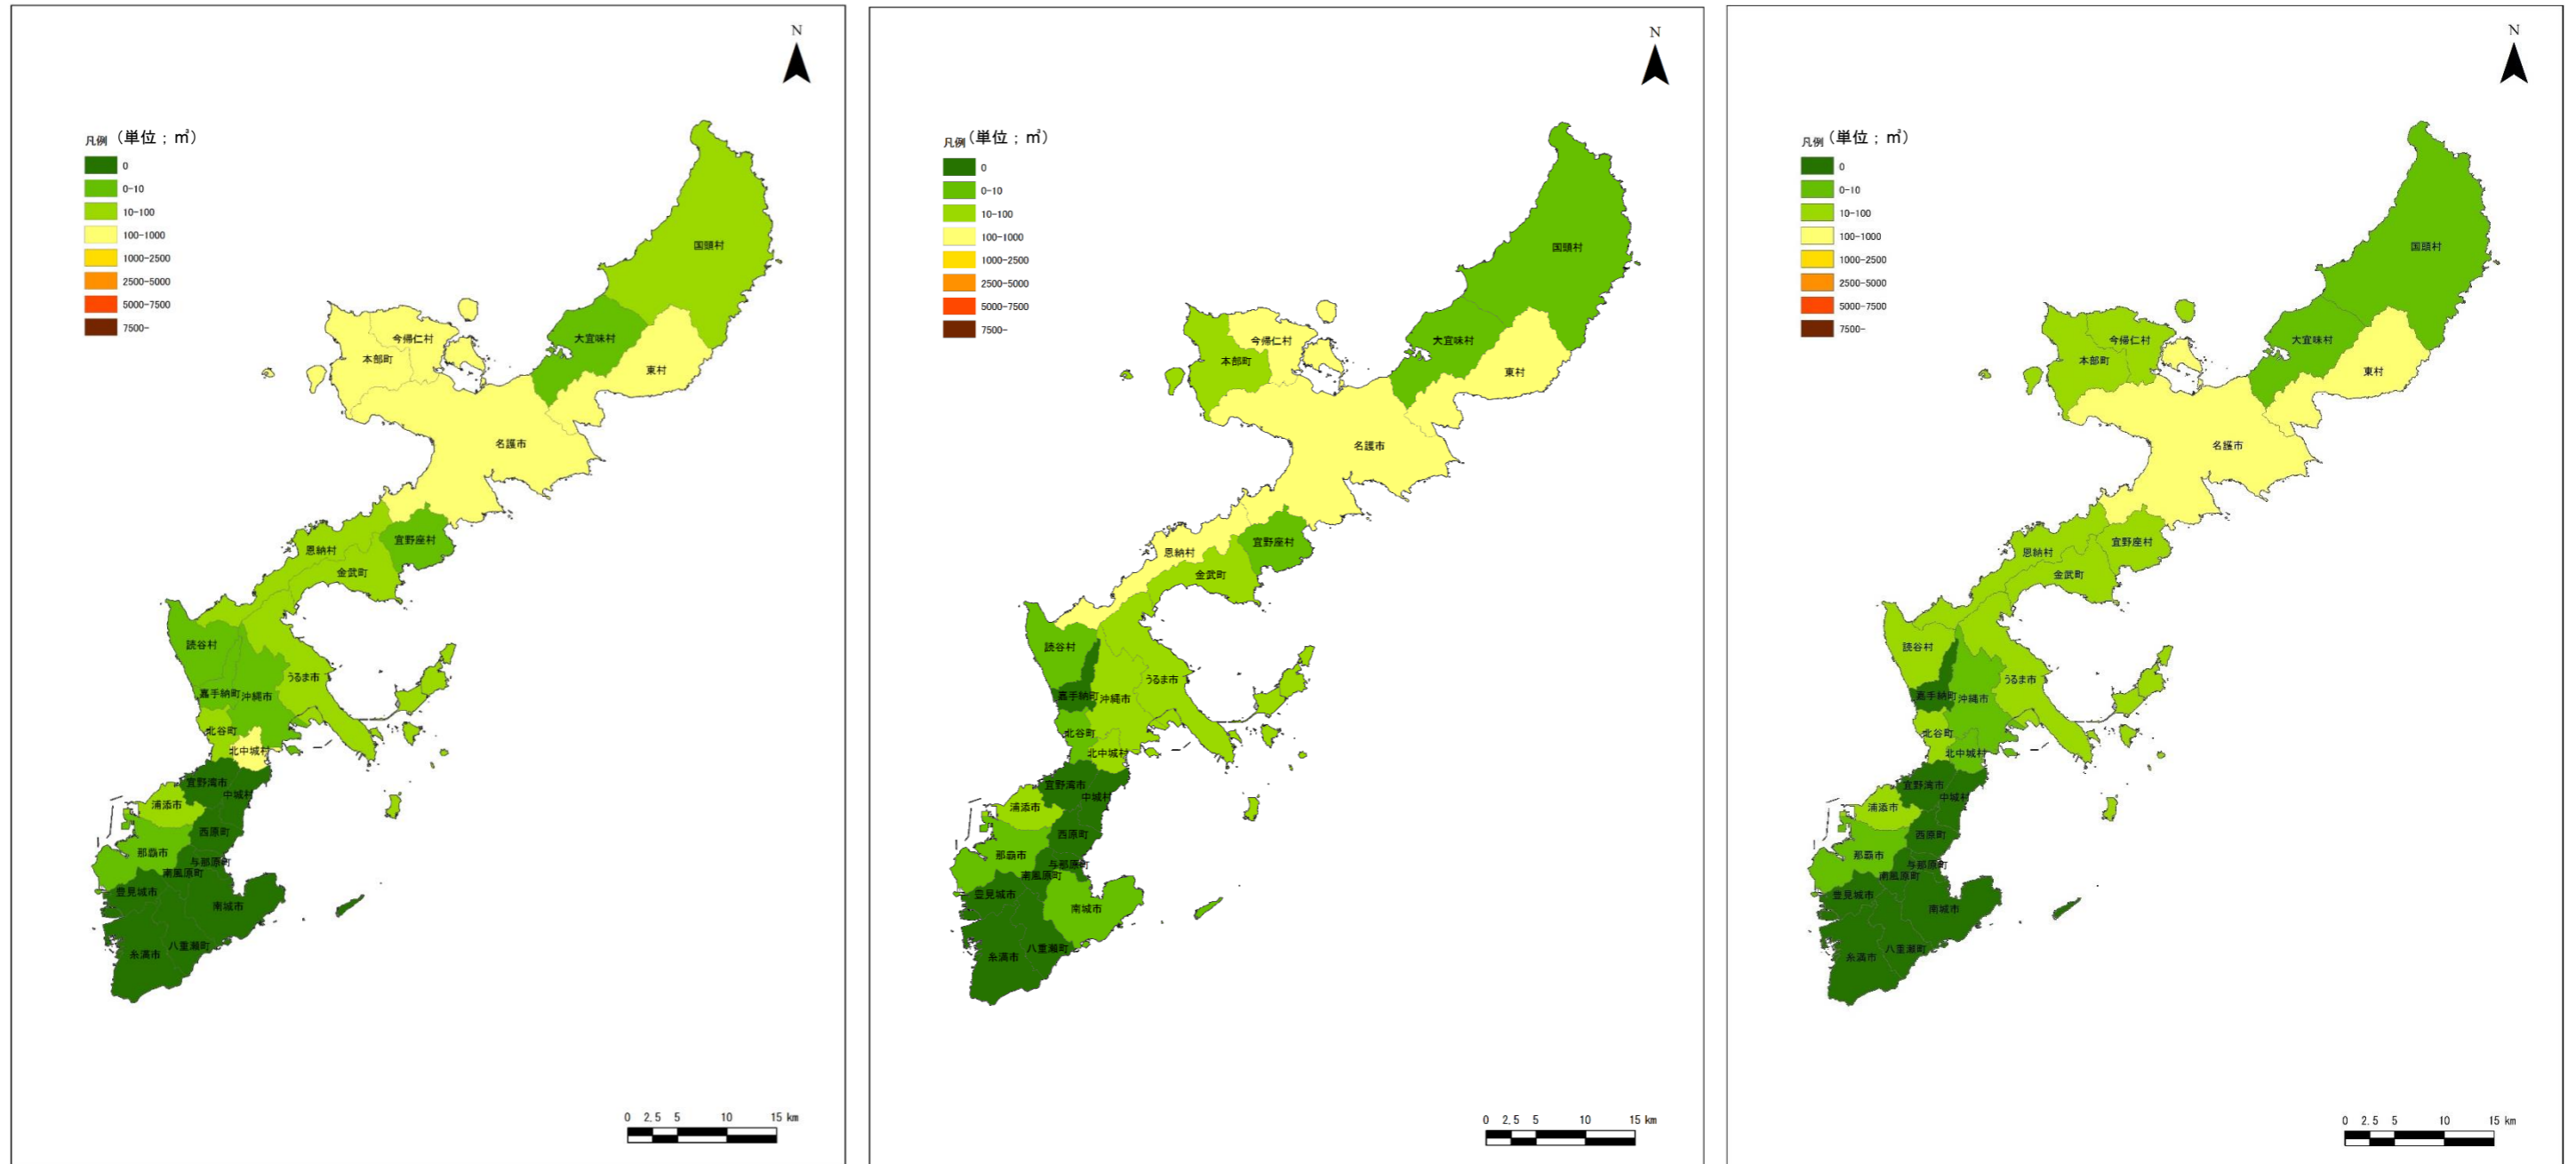 N
凡例 (単位 ; ㎥)
0
0-10
10-100
100-1000
1000-2500
2500-5000
5000-7500
7500-
国頭村
大宜味村
今帰仁村
本部町
東村
名護市
宜野座村
恩納村
金武町
読谷村
うるま市
嘉手納町
沖縄市
北谷町
北中城村
宜野湾市
中城村
浦添市
西原町
那覇市
与那原町
南風原町
豊見城市
南城市
八重瀬町
糸満市
0 2.5 5 10 15 km
N
凡例 (単位 ; ㎥)
0
0-10
10-100
100-1000
1000-2500
2500-5000
5000-7500
7500-
国頭村
大宜味村
今帰仁村
本部町
東村
名護市
宜野座村
恩納村
金武町
読谷村
うるま市
嘉手納町
沖縄市
北谷町
北中城村
宜野湾市
中城村
浦添市
西原町
那覇市
与那原町
南風原町
豊見城市
南城市
八重瀬町
糸満市
0 2.5 5 10 15 km
N
凡例 (単位 ; ㎥)
0
0-10
10-100
100-1000
1000-2500
2500-5000
5000-7500
7500-
国頭村
大宜味村
今帰仁村
本部町
東村
名護市
宜野座村
恩納村
金武町
読谷村
うるま市
嘉手納町
沖縄市
北谷町
北中城村
宜野湾市
中城村
浦添市
西原町
那覇市
与那原町
南風原町
豊見城市
南城市
八重瀬町
糸満市
0 2.5 5 10 15 km